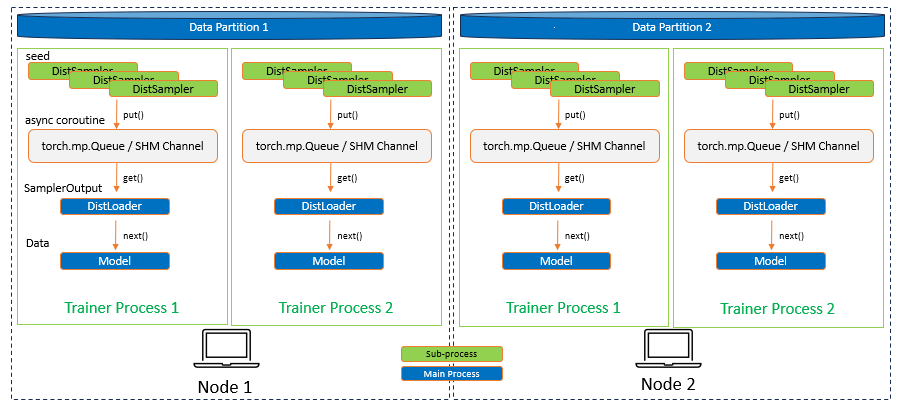 Data Partition 1
Data Partition 2
seed
DistSampler
DistSampler
DistSampler
put()
async coroutine
torch.mp.Queue / SHM Channel
get()
SamplerOutput
DistLoader
next()
Data
Model
Trainer Process 1
DistSampler
DistSampler
DistSampler
put()
torch.mp.Queue / SHM Channel
get()
DistLoader
next()
Model
Trainer Process 2
DistSampler
DistSampler
DistSampler
put()
torch.mp.Queue / SHM Channel
get()
DistLoader
next()
Model
Trainer Process 1
DistSampler
DistSampler
DistSampler
put()
torch.mp.Queue / SHM Channel
get()
DistLoader
next()
Model
Trainer Process 2
Node 1
Sub-process
Main Process
Node 2